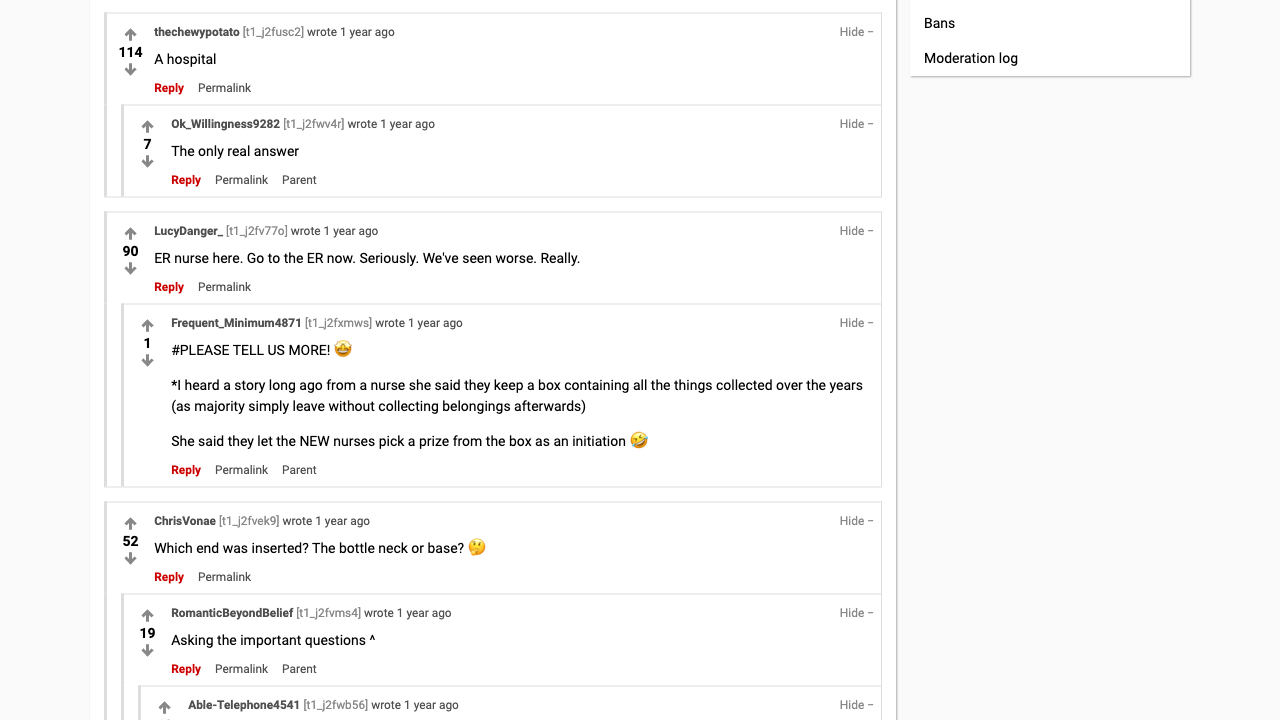 thechewypotato [t1_j2fusc2] wrote 1 year ago Hide −
114
A hospital
Reply Permalink
Ok_Willingness9282 [t1_j2fwv4r] wrote 1 year ago Hide −
7
The only real answer
Reply Permalink Parent
LucyDanger_ [t1_j2fv77o] wrote 1 year ago Hide −
90
ER nurse here. Go to the ER now. Seriously. We've seen worse. Really.
Reply Permalink
Frequent_Minimum4871 [t1_j2fxmws] wrote 1 year ago Hide −
1
#PLEASE TELL US MORE! 🤩
*I heard a story long ago from a nurse she said they keep a box containing all the things collected over the years
(as majority simply leave without collecting belongings afterwards)
She said they let the NEW nurses pick a prize from the box as an initiation 🤣
Reply Permalink Parent
ChrisVonae [t1_j2fvek9] wrote 1 year ago Hide −
52
Which end was inserted? The bottle neck or base? 🤔
Reply Permalink
RomanticBeyondBelief [t1_j2fvms4] wrote 1 year ago Hide −
19
Asking the important questions ^
Reply Permalink Parent
Able-Telephone4541 [t1_j2fwb56] wrote 1 year ago Hide −
Bans
Moderation log